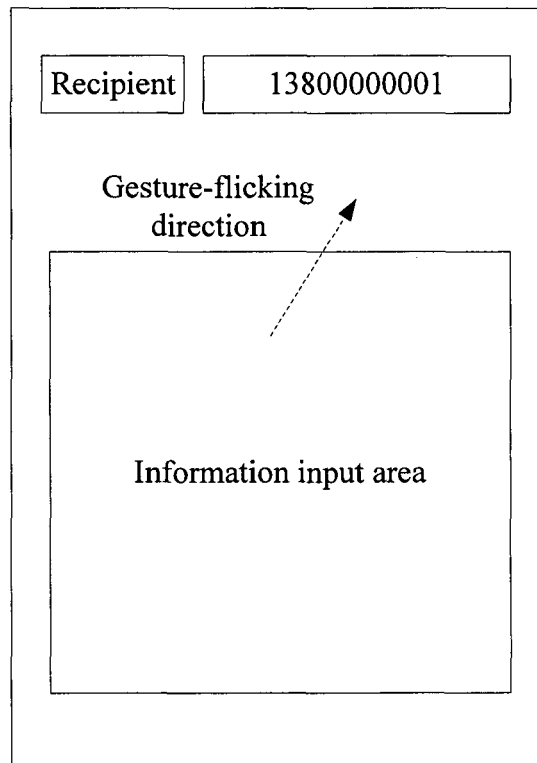 Recipient
13800000001
Gesture-flicking
direction
Information input area